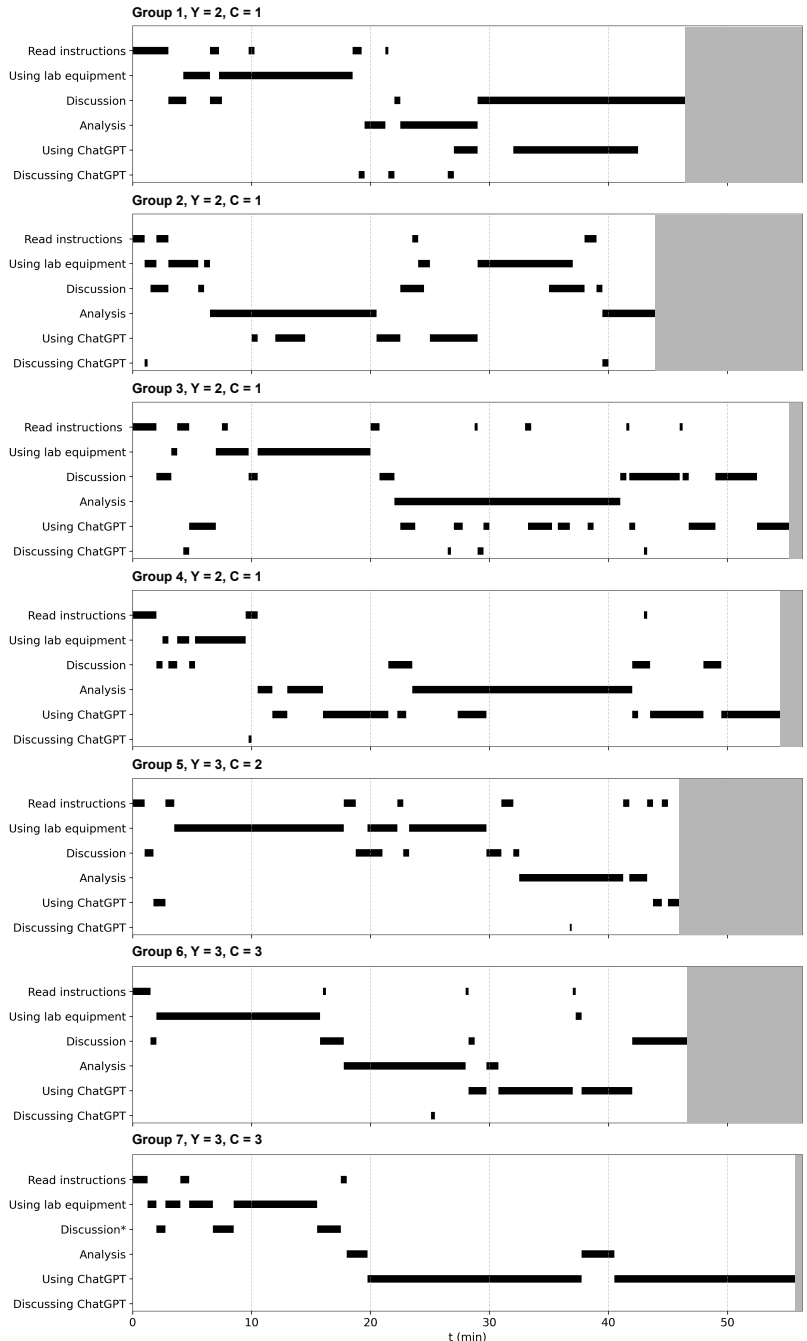 Group 1, Y = 2, C = 1
Read instructions
Using lab equipment
Discussion
Analysis
Using ChatGPT
Discussing ChatGPT
Group 2, Y = 2, C = 1
Read instructions
Using lab equipment
Discussion
Analysis
Using ChatGPT
Discussing ChatGPT
Group 3, Y = 2, C = 1
Read instructions
Using lab equipment
Discussion
Analysis
Using ChatGPT
Discussing ChatGPT
Group 4, Y = 2, C = 1
Read instructions
Using lab equipment
Discussion
Analysis
Using ChatGPT
Discussing ChatGPT
Group 5, Y = 3, C = 2
Read instructions
Using lab equipment
Discussion
Analysis
Using ChatGPT
Discussing ChatGPT
Group 6, Y = 3, C = 3
Read instructions
Using lab equipment
Discussion
Analysis
Using ChatGPT
Discussing ChatGPT
Group 7, Y = 3, C = 3
Read instructions
Using lab equipment
Discussion*
Analysis
Using ChatGPT
Discussing ChatGPT
0 10 20 30 40 50
t (min)